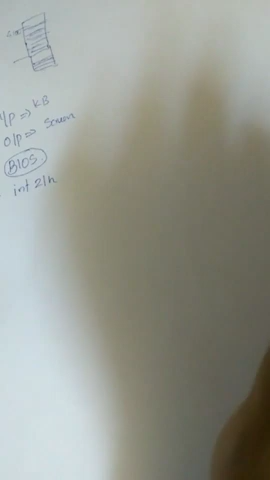 I/P => KB
O/P => Screen
BIOS
int 21h